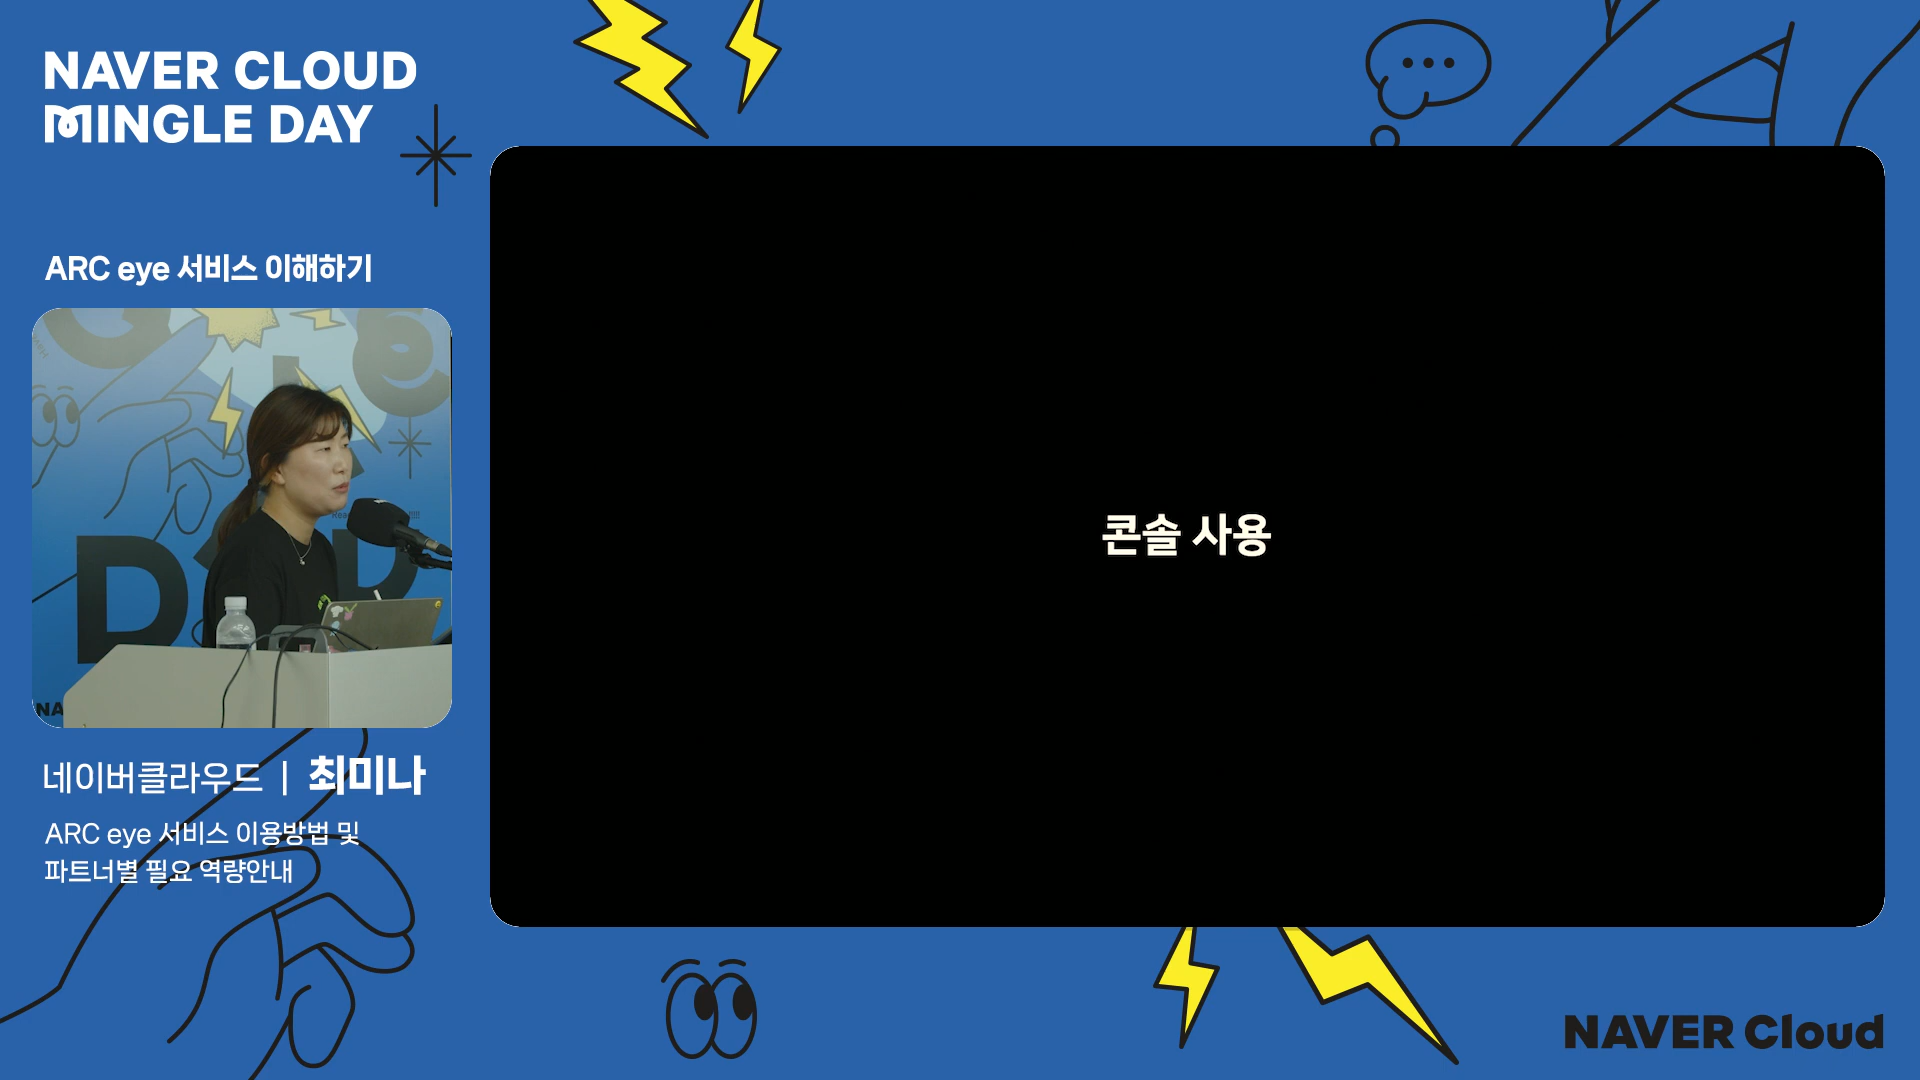 NAVER CLOUD
MINGLE DAY
ARC eye 서비스 이해하기
콘솔 사용
네이버클라우드 | 최미나
ARC eye 서비스 이용방법 및
파트너별 필요 역량안내
NAVER Cloud